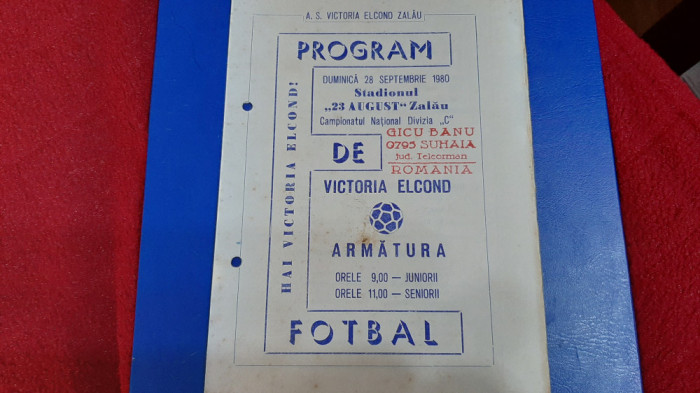 A. S. VICTORIA ELCOND ZALĂU
PROGRAM
DUMINICĂ 28 SEPTEMBRIE 1980
Stadionul
„23 AUGUST“ Zalău
Campionatul Național Divizia „C“
GICU BANU
0795 SUHAIA
jud. Teleorman
ROMANIA
DE
HAI VICTORIA ELCOND!
VICTORIA ELCOND
ARMĂTURA
ORELE 9,00 — JUNIORII
ORELE 11,00 — SENIORII
FOTBAL